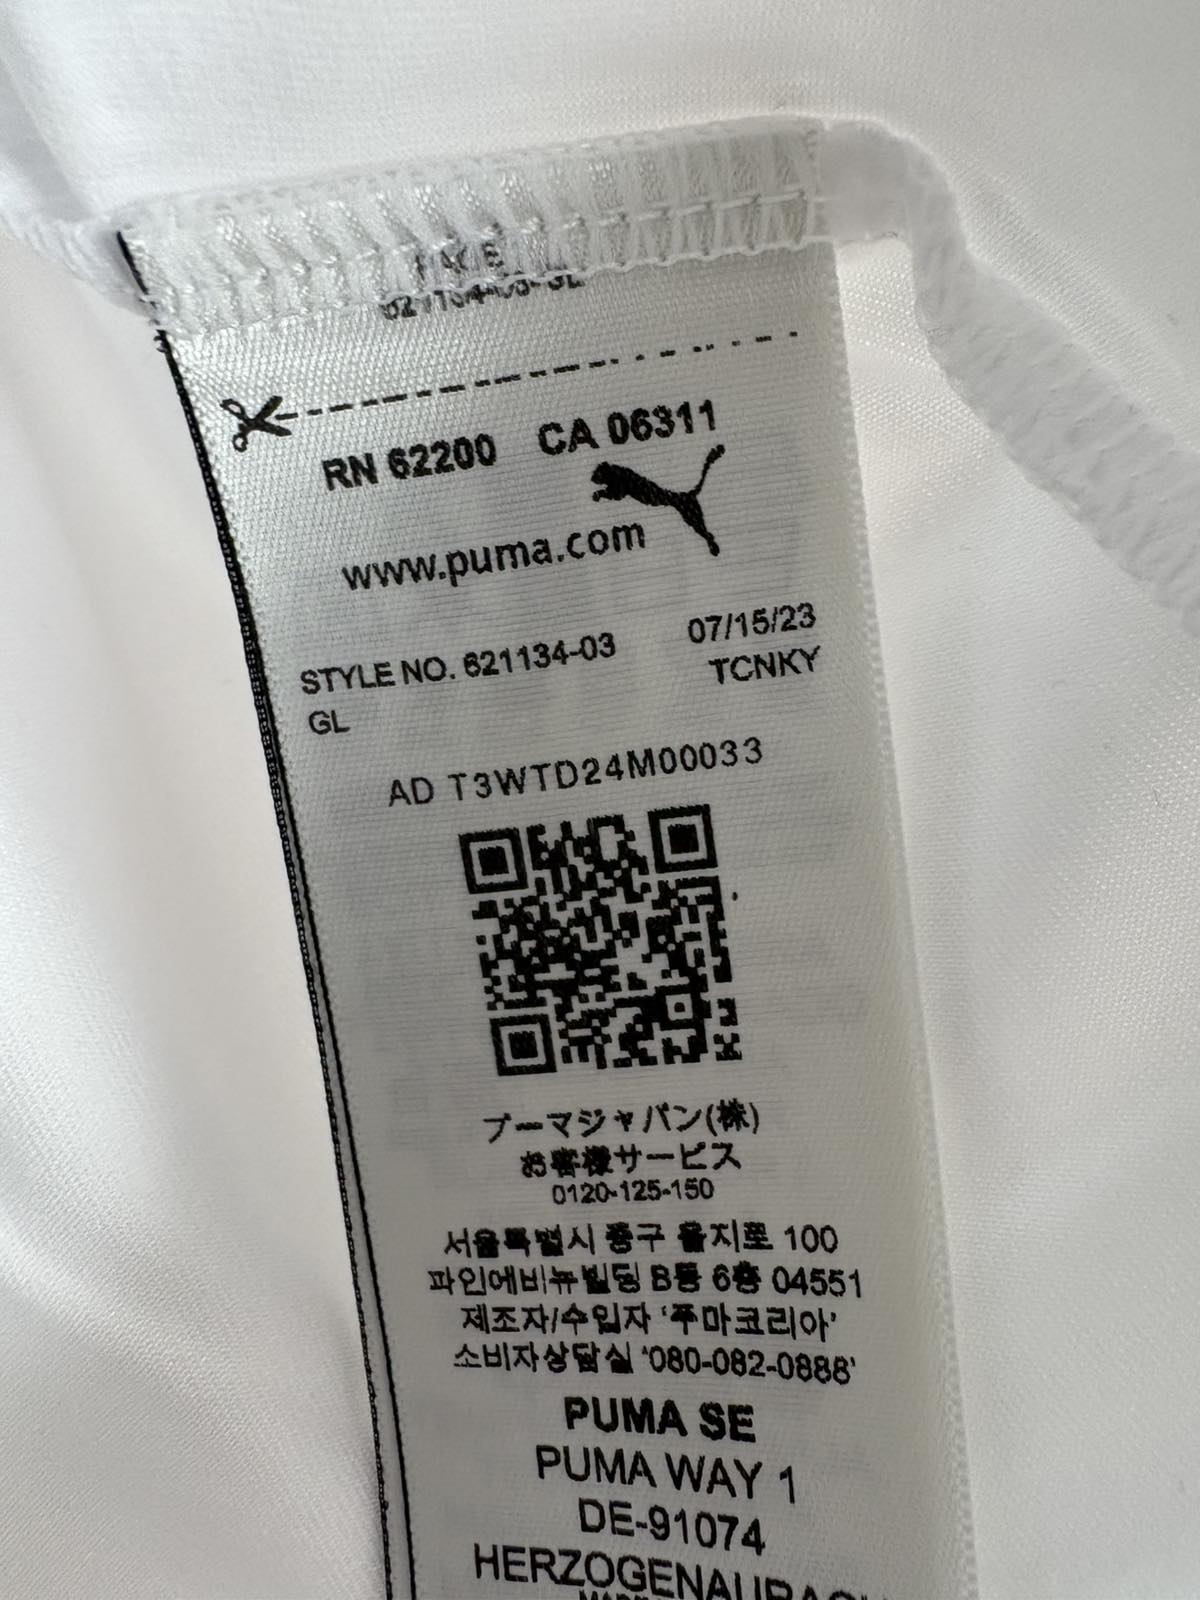 RN 62200 CA 06311
www.puma.com
STYLE NO. 621134-03 07/15/23
GL TCNKY
AD T3WTD24M00033
プーマジャパン(株)
お客様サービス
0120-125-150
서울특별시 중구 을지로 100
파인에비뉴빌딩 B동 6층 04551
제조자/수입자 '푸마코리아'
소비자상담실 '080-082-0888'
PUMA SE
PUMA WAY 1
DE-91074
HERZOGENAURACH